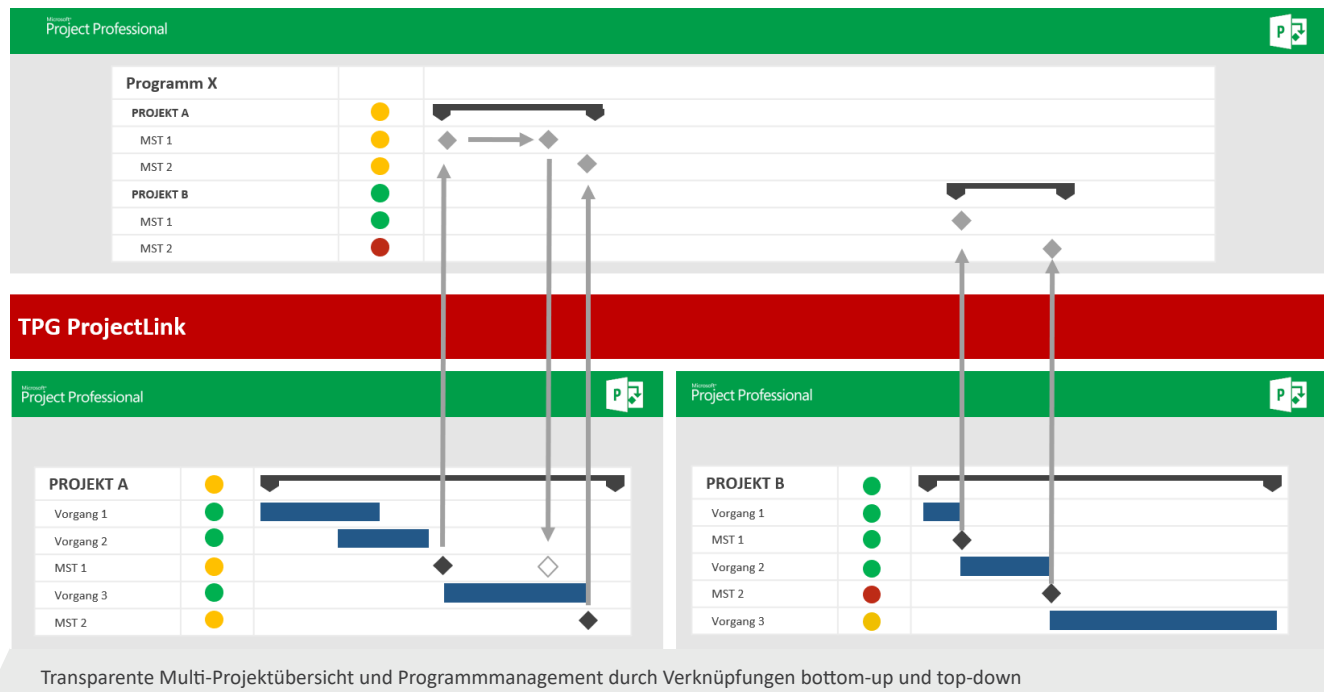 Microsoft®
Project Professional
P
Programm X
PROJEKT A
MST 1
MST 2
PROJEKT B
MST 1
MST 2
TPG ProjectLink
Microsoft®
Project Professional
P
PROJEKT A
Vorgang 1
Vorgang 2
MST 1
Vorgang 3
MST 2
Microsoft®
Project Professional
P
PROJEKT B
Vorgang 1
MST 1
Vorgang 2
MST 2
Vorgang 3
Transparente Multi-Projektübersicht und Programmmanagement durch Verknüpfungen bottom-up und top-down